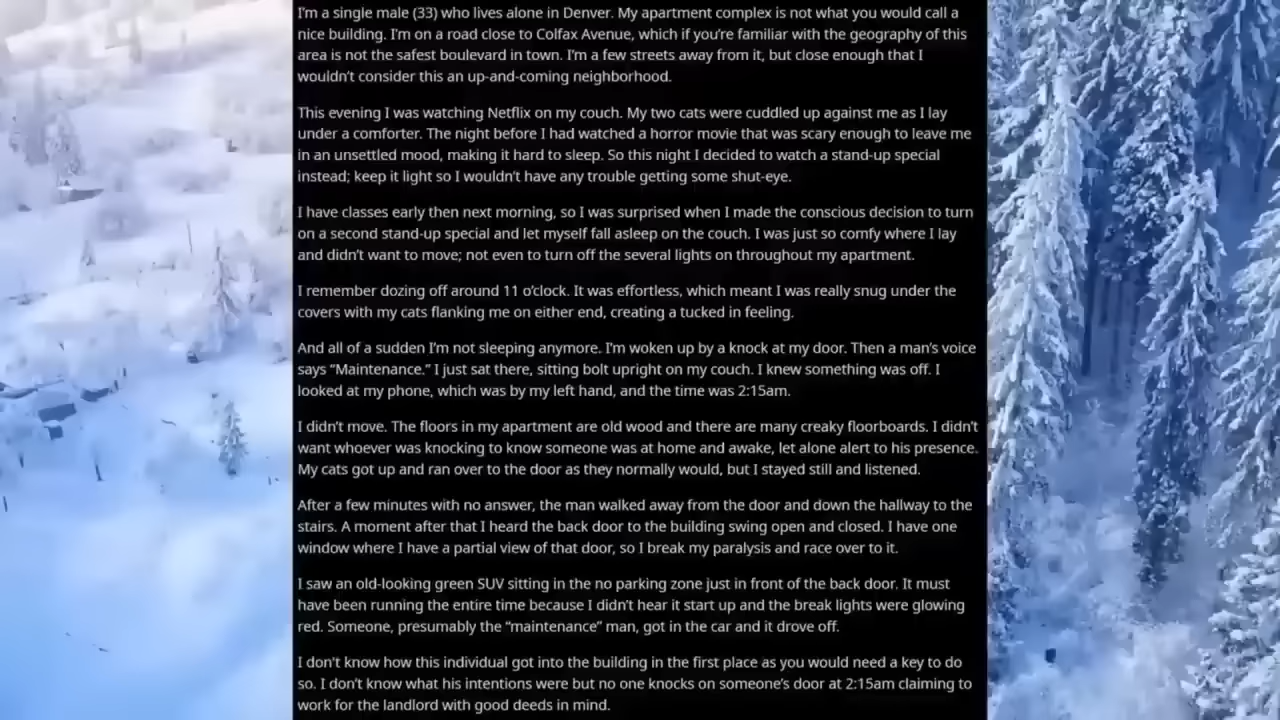 I'm a single male (33) who lives alone in Denver. My apartment complex is not what you would call a
nice building. I'm on a road close to Colfax Avenue, which if you're familiar with the geography of this
area is not the safest boulevard in town. I'm a few streets away from it, but close enough that I
wouldn't consider this an up-and-coming neighborhood.
This evening I was watching Netflix on my couch. My two cats were cuddled up against me as I lay
under a comforter. The night before I had watched a horror movie that was scary enough to leave me
in an unsettled mood, making it hard to sleep. So this night I decided to watch a stand-up special
instead; keep it light so I wouldn't have any trouble getting some shut-eye.
I have classes early then next morning, so I was surprised when I made the conscious decision to turn
on a second stand-up special and let myself fall asleep on the couch. I was just so comfy where I lay
and didn't want to move; not even to turn off the several lights on throughout my apartment.
I remember dozing off around 11 o'clock. It was effortless, which meant I was really snug under the
covers with my cats flanking me on either end, creating a tucked in feeling.
And all of a sudden I'm not sleeping anymore. I'm woken up by a knock at my door. Then a man's voice
says “Maintenance.” I just sat there, sitting bolt upright on my couch. I knew something was off. I
looked at my phone, which was by my left hand, and the time was 2:15am.
I didn't move. The floors in my apartment are old wood and there are many creaky floorboards. I didn't
want whoever was knocking to know someone was at home and awake, let alone alert to his presence.
My cats got up and ran over to the door as they normally would, but I stayed still and listened.
After a few minutes with no answer, the man walked away from the door and down the hallway to the
stairs. A moment after that I heard the back door to the building swing open and closed. I have one
window where I have a partial view of that door, so I break my paralysis and race over to it.
I saw an old-looking green SUV sitting in the no parking zone just in front of the back door. It must
have been running the entire time because I didn't hear it start up and the break lights were glowing
red. Someone, presumably the “maintenance” man, got in the car and it drove off.
I don't know how this individual got into the building in the first place as you would need a key to do
so. I don't know what his intentions were but no one knocks on someone's door at 2:15am claiming to
work for the landlord with good deeds in mind.